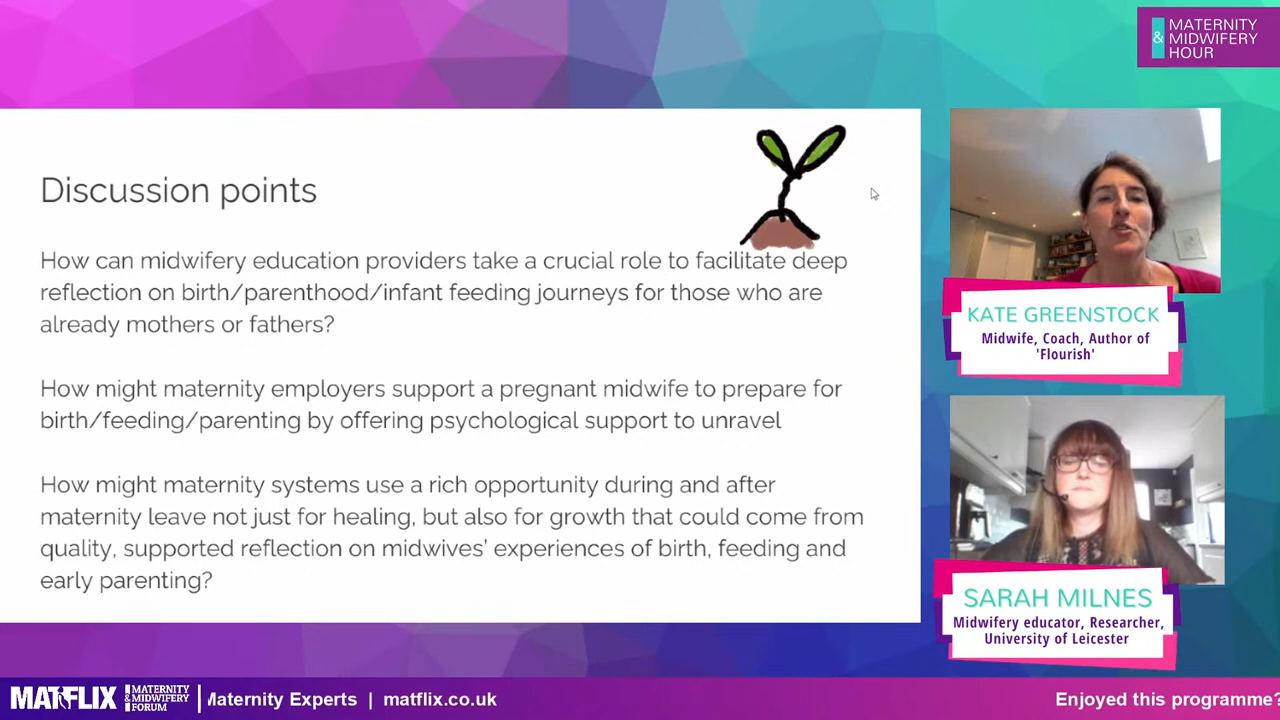 MATERNITY
& MIDWIFERY
HOUR
Discussion points
How can midwifery education providers take a crucial role to facilitate deep
reflection on birth/parenthood/infant feeding journeys for those who are
already mothers or fathers?
How might maternity employers support a pregnant midwife to prepare for
birth/feeding/parenting by offering psychological support to unravel
How might maternity systems use a rich opportunity during and after
maternity leave not just for healing, but also for growth that could come from
quality, supported reflection on midwives' experiences of birth, feeding and
early parenting?
KATE GREENSTOCK
Midwife, Coach, Author of
'Flourish'
SARAH MILNES
Midwifery educator, Researcher,
University of Leicester
MATFLIX
MATERNITY
& MIDWIFERY
FORUM
Maternity Experts | matflix.co.uk
Enjoyed this programme?